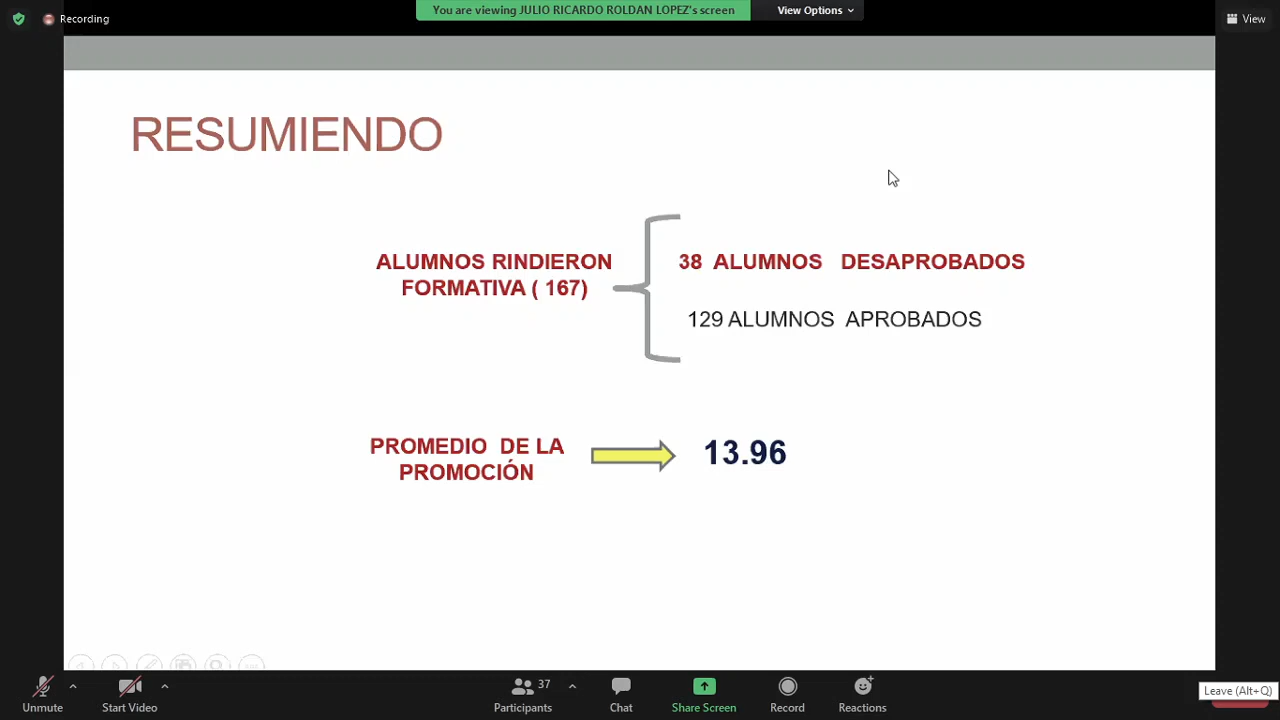 Recording
You are viewing JULIO RICARDO ROLDAN LOPEZ's screen
View Options
View
RESUMIENDO
ALUMNOS RINDIERON
FORMATIVA ( 167)
38 ALUMNOS DESAPROBADOS
129 ALUMNOS APROBADOS
PROMEDIO DE LA
PROMOCIÓN
13.96
Unmute
Start Video
37
Participants
Chat
Share Screen
Record
Reactions
Leave (Alt+Q)